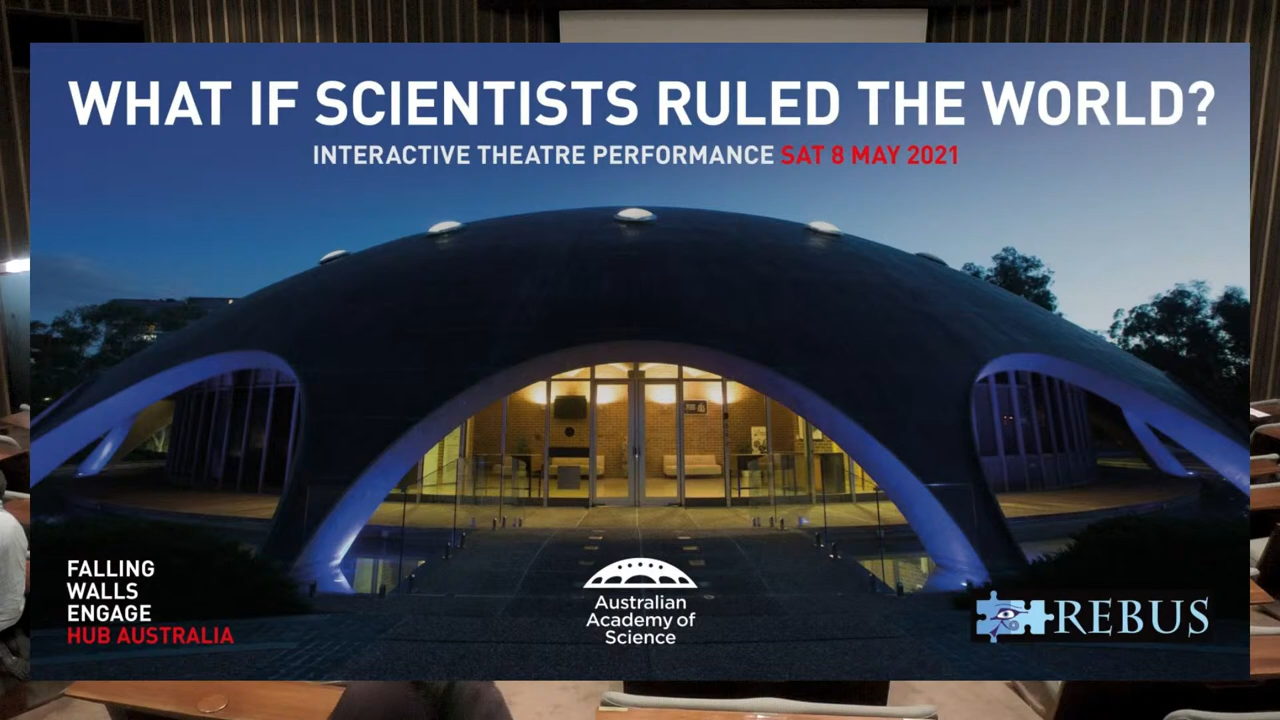 WHAT IF SCIENTISTS RULED THE WORLD?
INTERACTIVE THEATRE PERFORMANCE SAT 8 MAY 2021
FALLING
WALLS
ENGAGE
HUB AUSTRALIA
Australian
Academy of
Science
REBUS